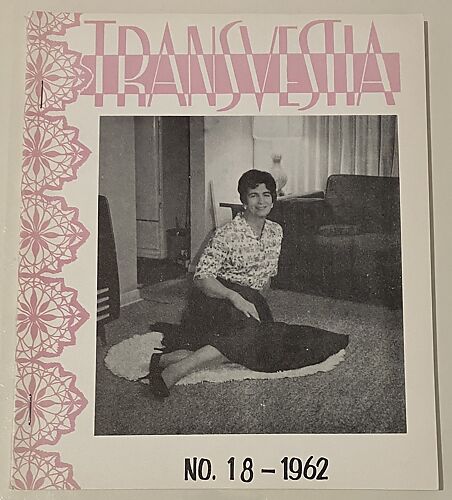 TRANSVESTIA
NO. 18 - 1962